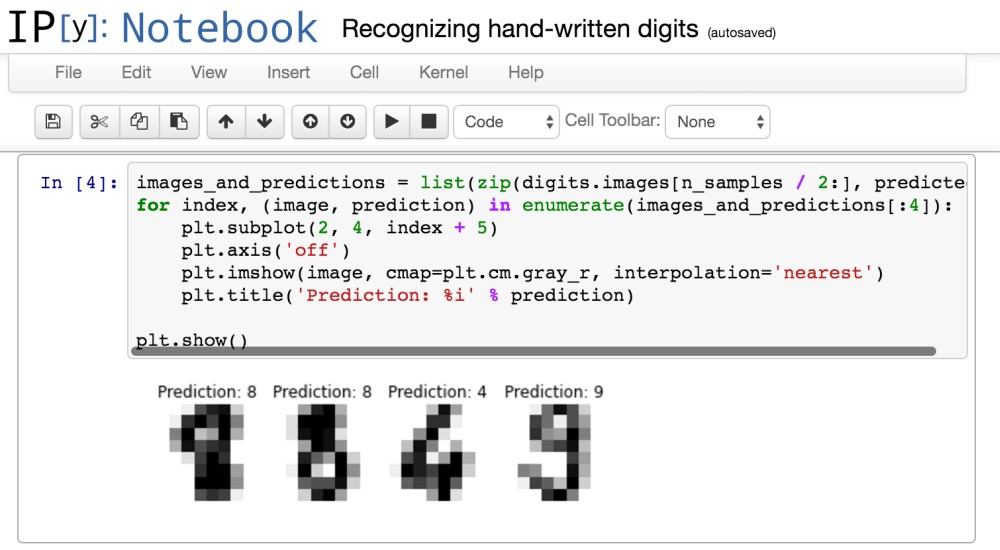 IP[y]: Notebook Recognizing hand-written digits (autosaved)
File Edit View Insert Cell Kernel Help
Code Cell Toolbar: None
In [4]: images_and_predictions = list(zip(digits.images[n_samples / 2:], predicte
for index, (image, prediction) in enumerate(images_and_predictions[:4]):
    plt.subplot(2, 4, index + 5)
    plt.axis('off')
    plt.imshow(image, cmap=plt.cm.gray_r, interpolation='nearest')
    plt.title('Prediction: %i' % prediction)
plt.show()
Prediction: 8 Prediction: 8 Prediction: 4 Prediction: 9